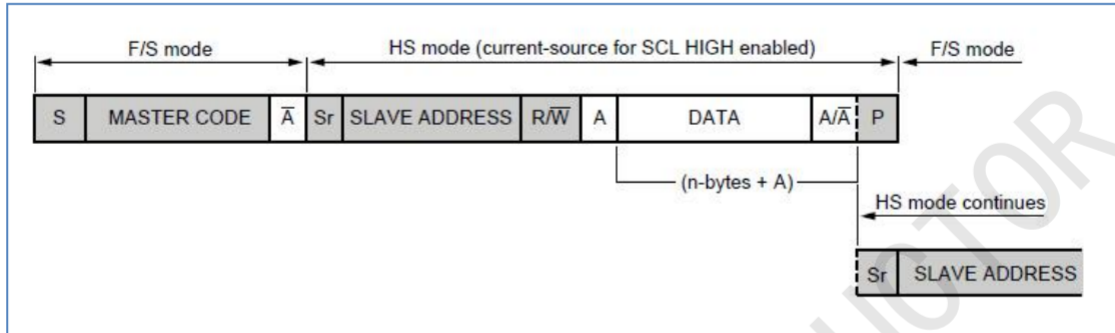 F/S mode HS mode (current-source for SCL HIGH enabled) F/S mode
S MASTER CODE A̅ Sr SLAVE ADDRESS R/W̅ A DATA A/A̅ P
(n-bytes + A)
HS mode continues
Sr SLAVE ADDRESS